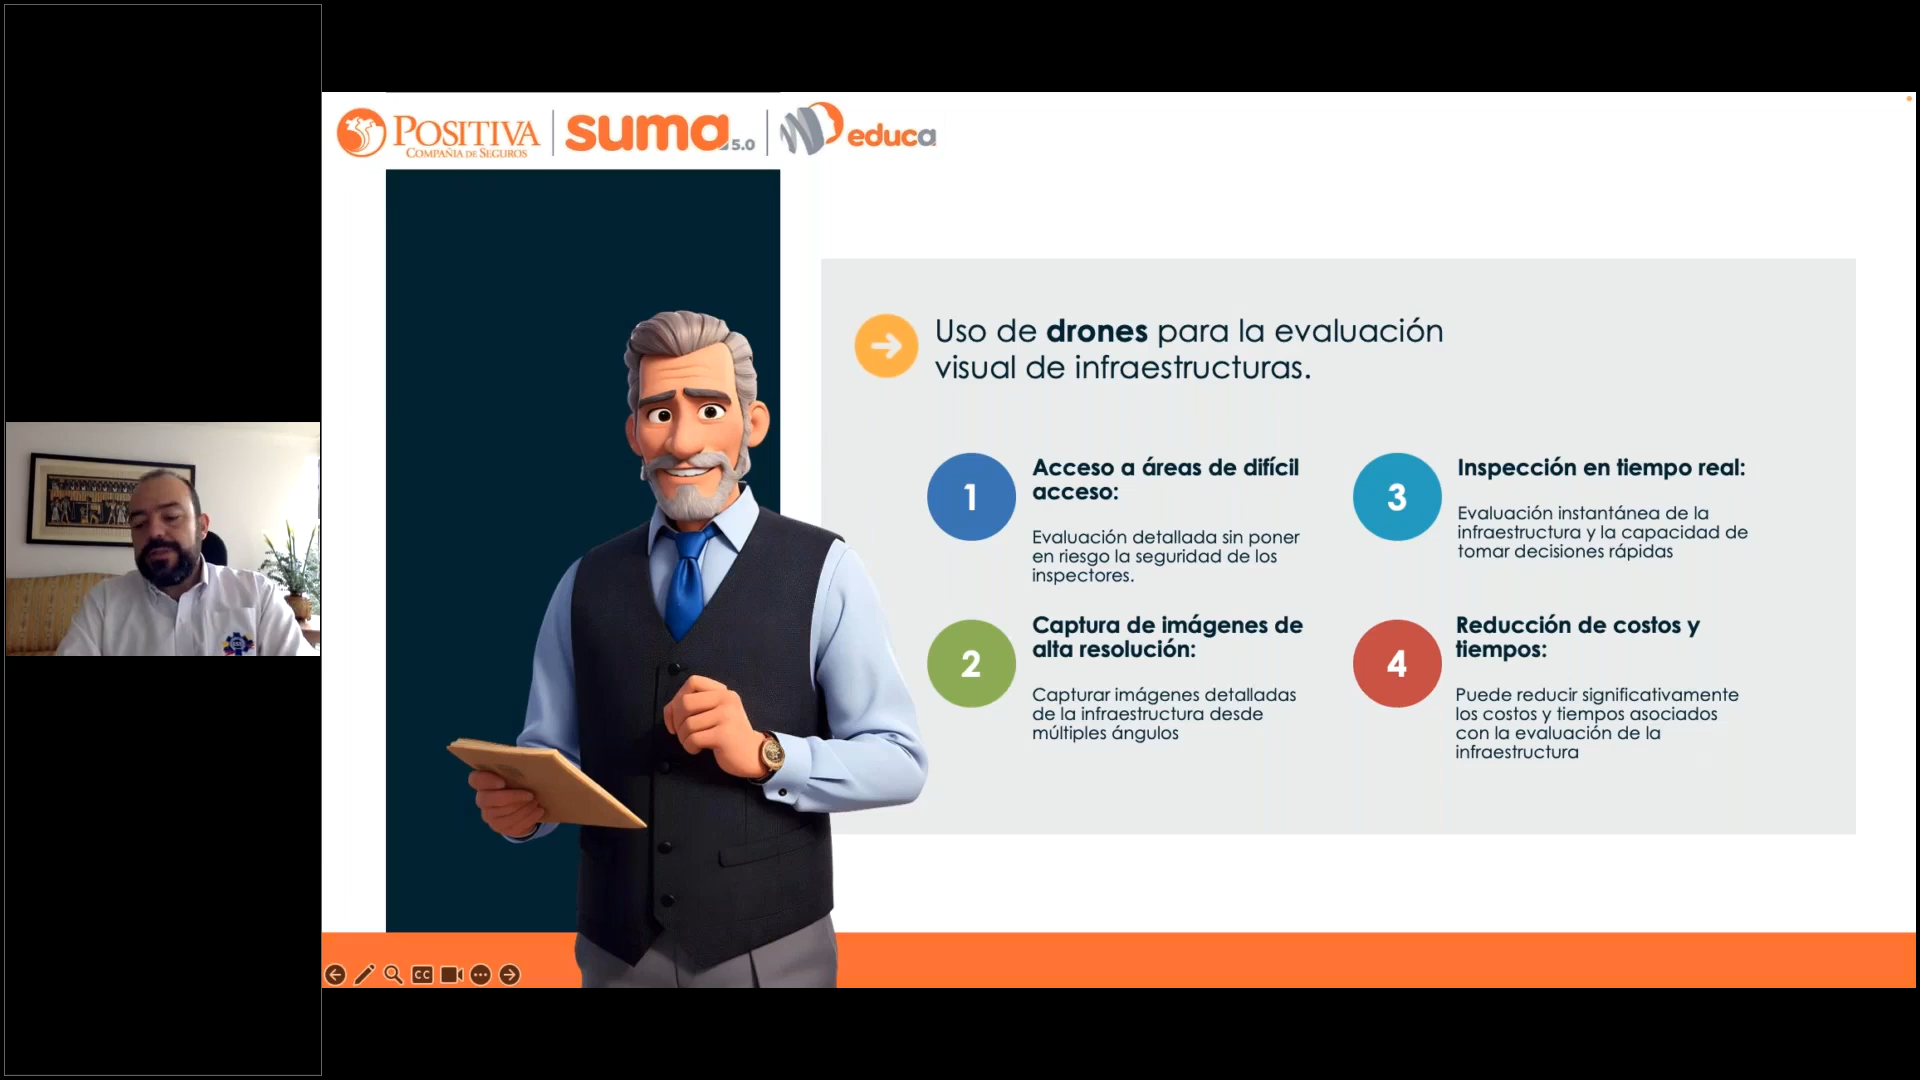 POSITIVA
COMPAÑIA DE SEGUROS
suma 5.0
educa
Uso de drones para la evaluación
visual de infraestructuras.
1
Acceso a áreas de difícil
acceso:
Evaluación detallada sin poner
en riesgo la seguridad de los
inspectores.
2
Captura de imágenes de
alta resolución:
Capturar imágenes detalladas
de la infraestructura desde
múltiples ángulos
3
Inspección en tiempo real:
Evaluación instantánea de la
infraestructura y la capacidad de
tomar decisiones rápidas
4
Reducción de costos y
tiempos:
Puede reducir significativamente
los costos y tiempos asociados
con la evaluación de la
infraestructura
CC